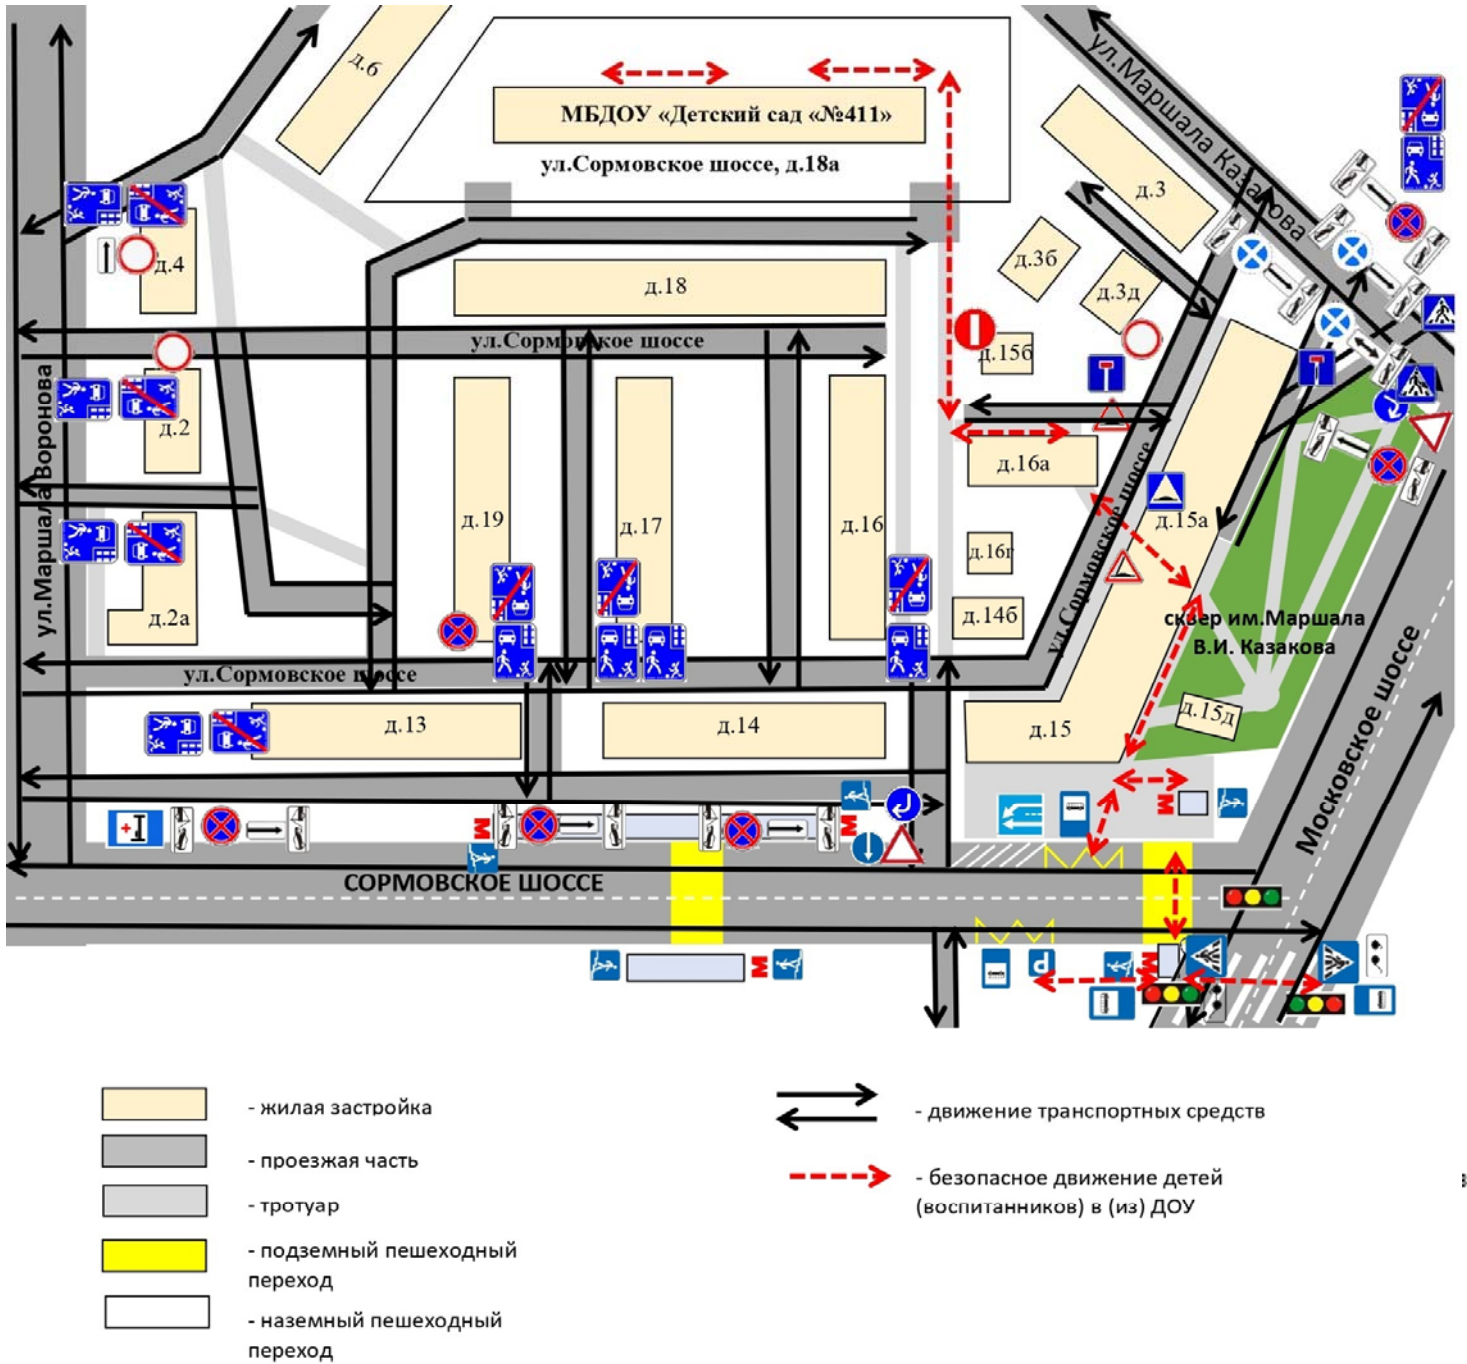 д.6
МБДОУ «Детский сад «№411»
ул.Сормовское шоссе, д.18а
ул.Маршала Казакова
д.3
д.3б
д.3д
д.4
д.18
ул.Сормовское шоссе
д.15б
ул.Маршала Воронова
д.2
д.16а
д.19
д.17
д.16
д.15а
д.16г
ул.Сормовское шоссе
д.2а
д.14б
сквер им.Маршала
В.И. Казакова
ул.Сормовское шоссе
д.13
д.14
д.15
д.15д
Московское шоссе
М
М
М
СОРМОВСКОЕ ШОССЕ
М
М
Р
- жилая застройка
- проезжая часть
- тротуар
- подземный пешеходный
переход
- наземный пешеходный
переход
- движение транспортных средств
- безопасное движение детей
(воспитанников) в (из) ДОУ